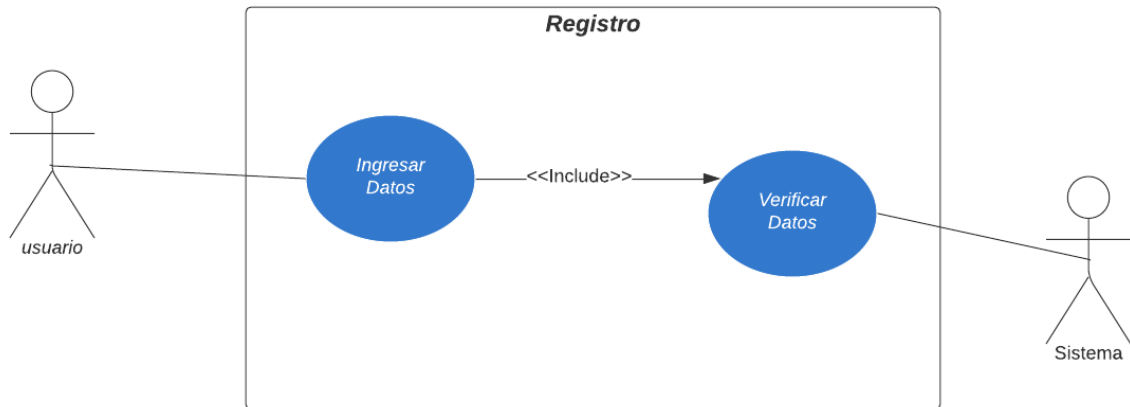 Registro
usuario
Ingresar
Datos
<<Include>>
Verificar
Datos
Sistema